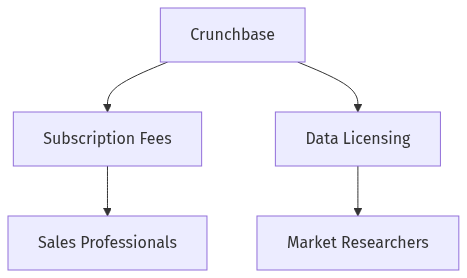 Crunchbase
Subscription Fees
Data Licensing
Sales Professionals
Market Researchers